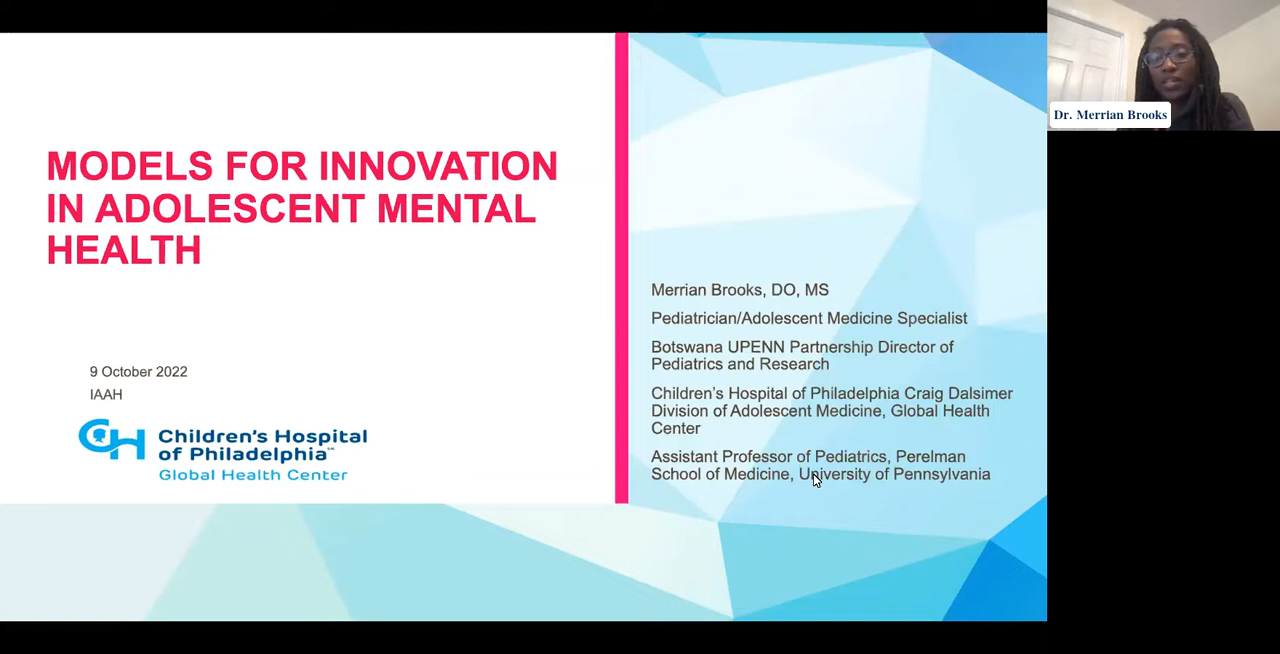 MODELS FOR INNOVATION
IN ADOLESCENT MENTAL
HEALTH
9 October 2022
IAAH
Children's Hospital
of Philadelphia℠
Global Health Center
Merrian Brooks, DO, MS
Pediatrician/Adolescent Medicine Specialist
Botswana UPENN Partnership Director of
Pediatrics and Research
Children's Hospital of Philadelphia Craig Dalsimer
Division of Adolescent Medicine, Global Health
Center
Assistant Professor of Pediatrics, Perelman
School of Medicine, University of Pennsylvania
Dr. Merrian Brooks